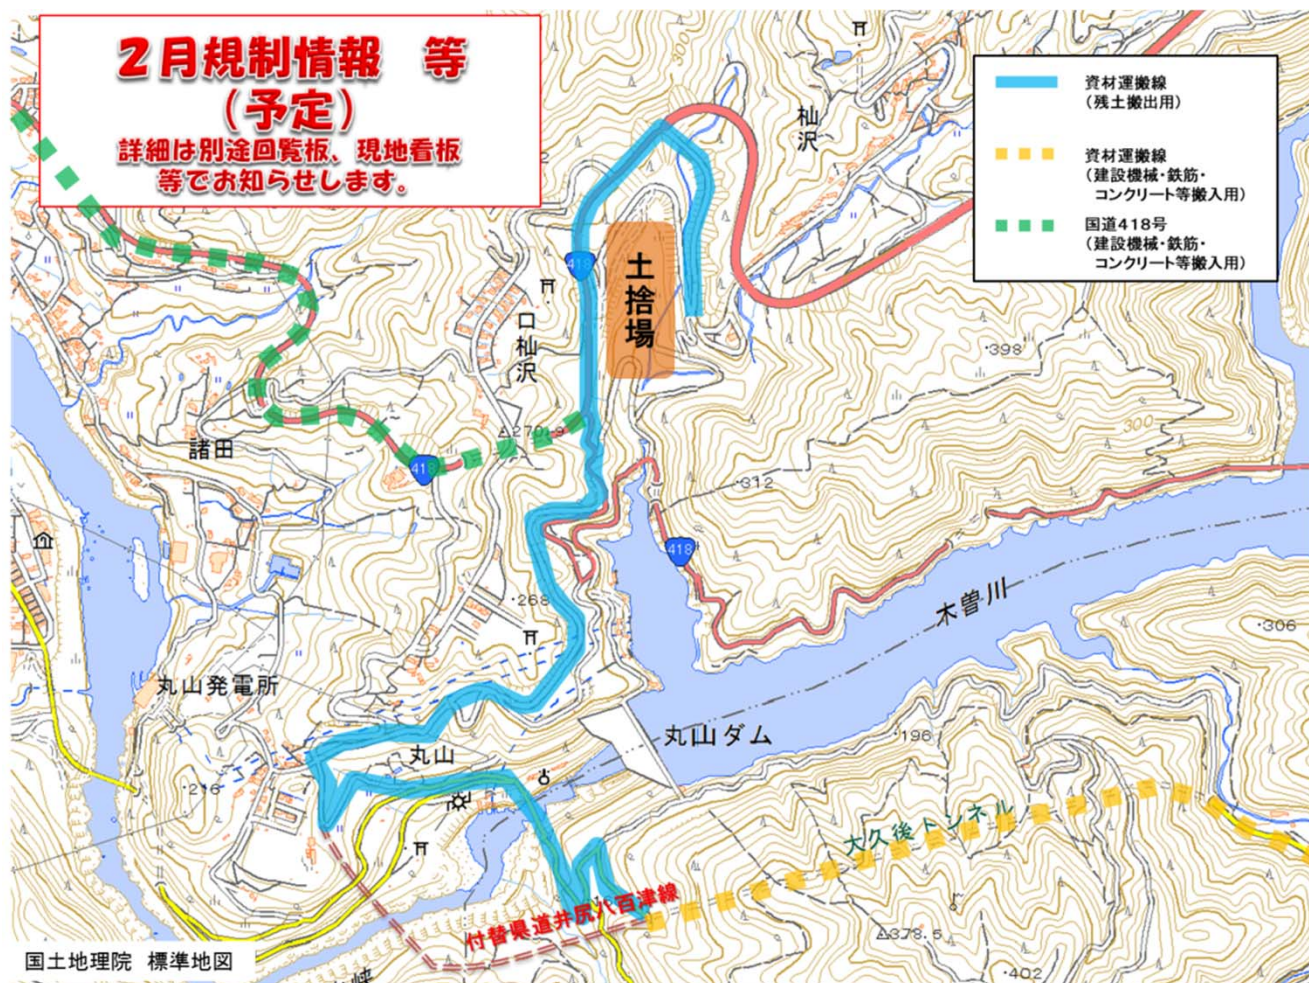 ２月規制情報　等
（予定）
詳細は別途回覧板、現地看板
等でお知らせします。
資材運搬線
（残土搬出用）
資材運搬線
（建設機械・鉄筋・
コンクリート等搬入用）
国道４１８号
（建設機械・鉄筋・
コンクリート等搬入用）
300
杣沢
418
土捨場
口杣沢
398
300
270.9
諸田
418
312
418
268
木曽川
306
丸山発電所
丸山
丸山ダム
196
216
大久後トンネル
付替県道井尻八百津線
378.5
402
国土地理院　標準地図
峡